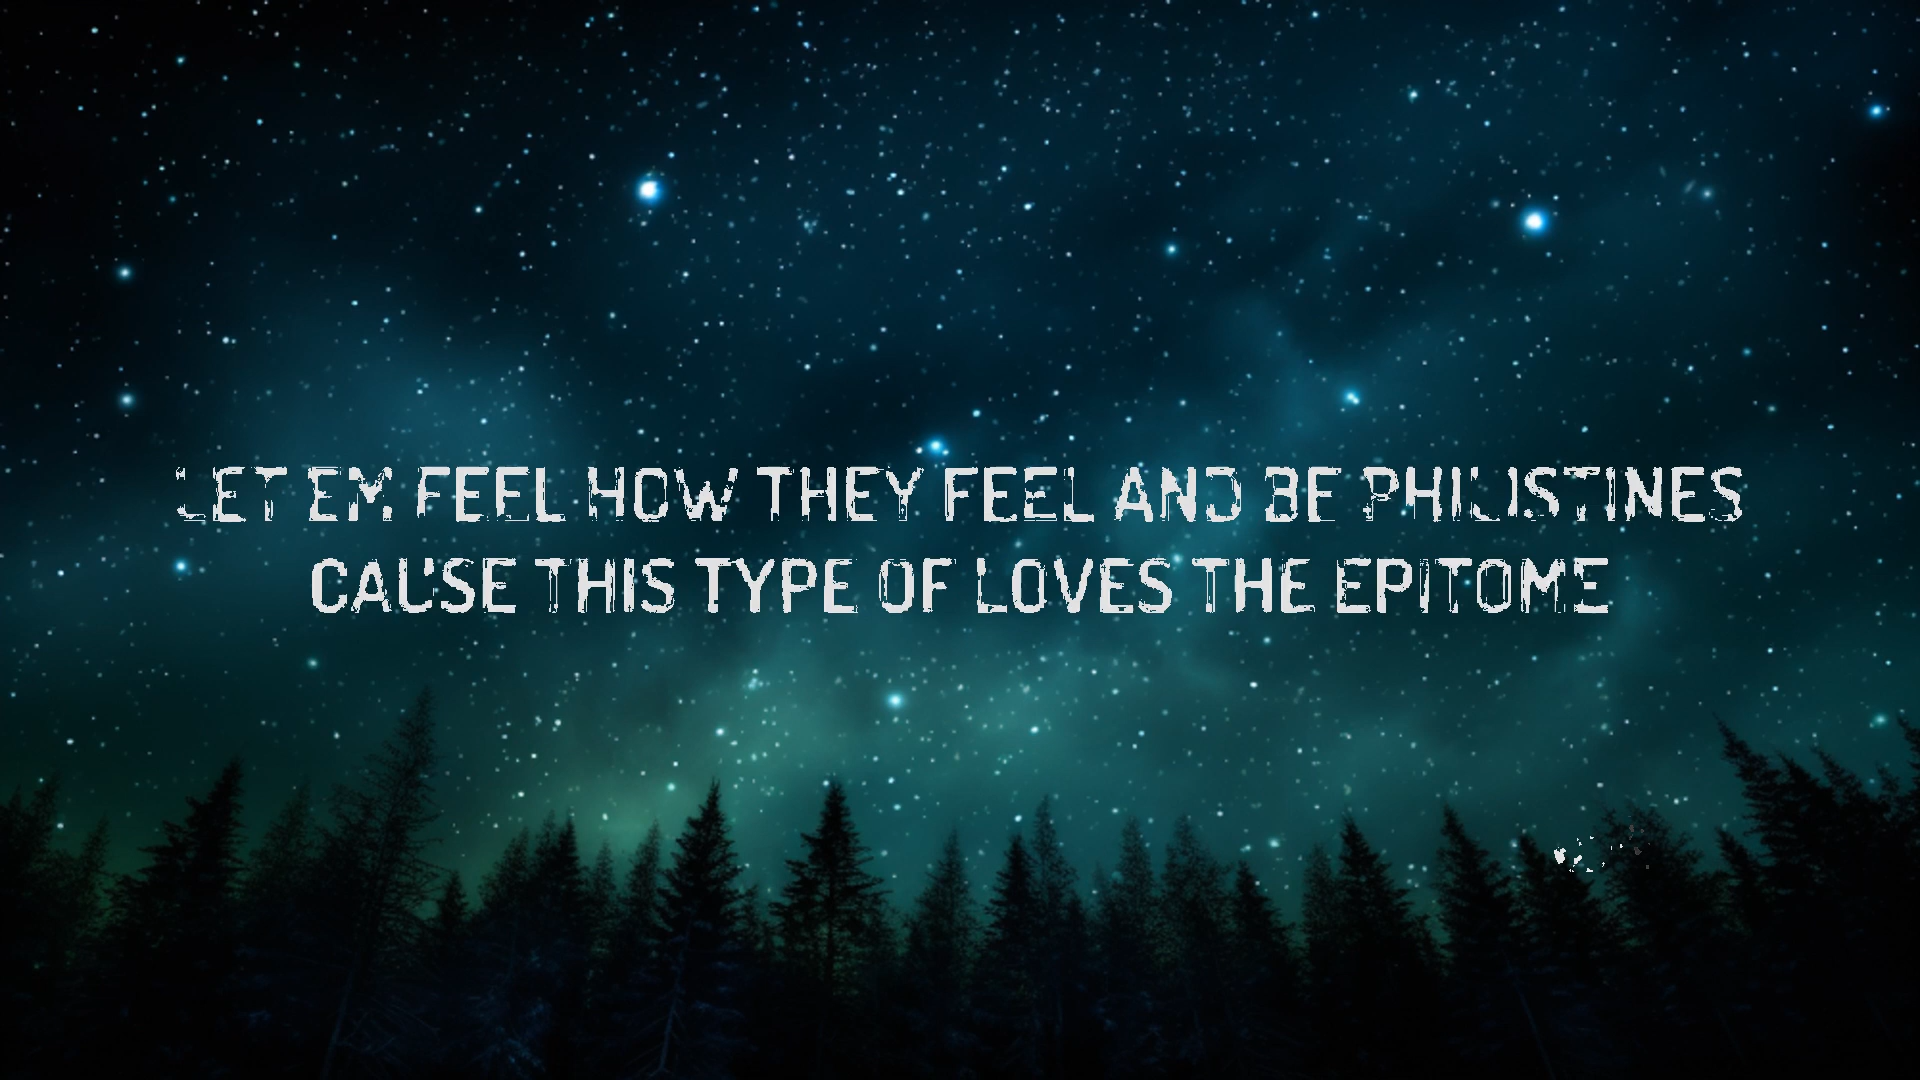 LET EM FEEL HOW THEY FEEL AND BE PHILISTINES
CAUSE THIS TYPE OF LOVES THE EPITOME